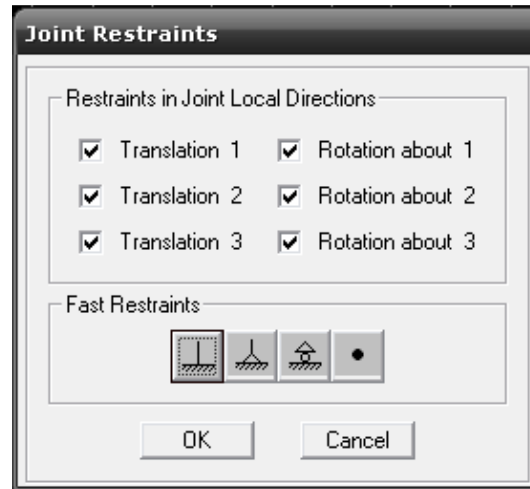 Joint Restraints
Restraints in Joint Local Directions
Translation 1 Rotation about 1
Translation 2 Rotation about 2
Translation 3 Rotation about 3
Fast Restraints
OK Cancel